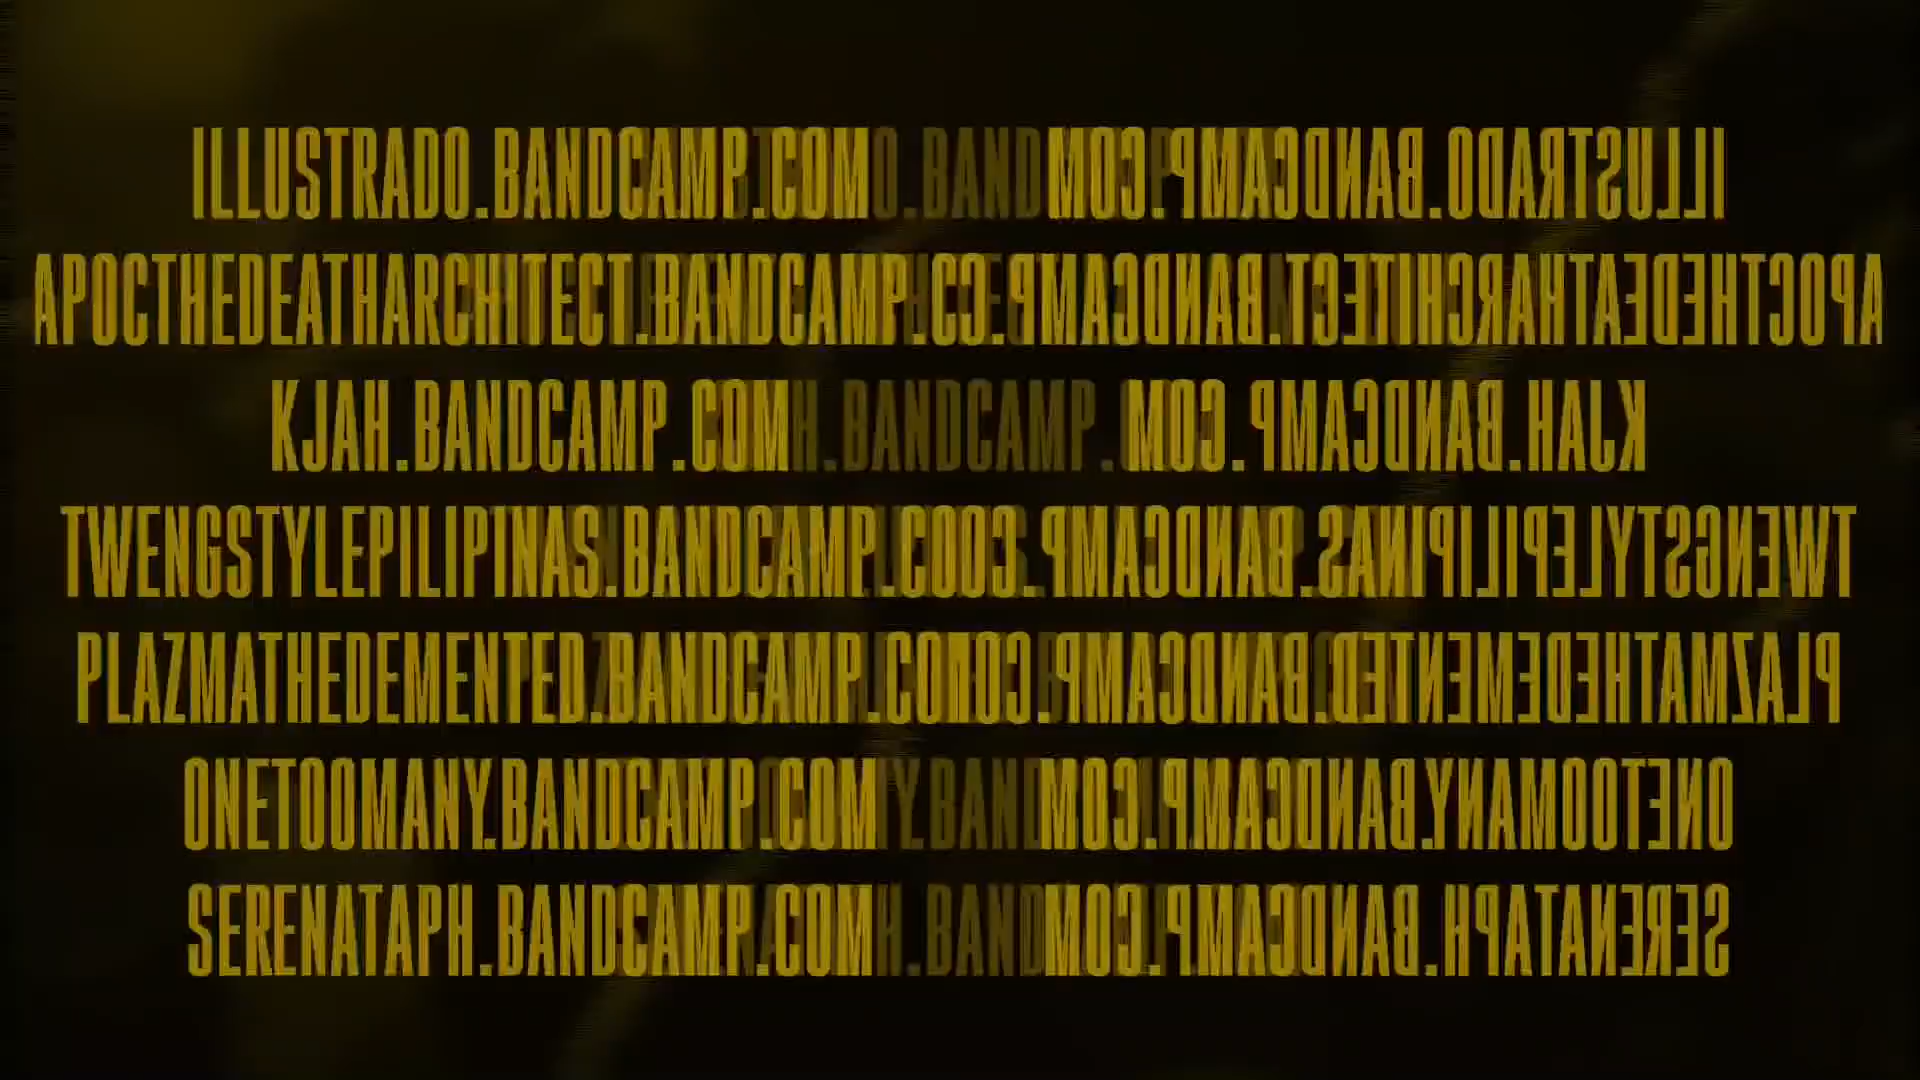 ILLUSTRADO.BANDCAMP.COM
APOCTHEDEATHARCHITECT.BANDCAMP.CO
KJAH.BANDCAMP.COM
TWENGSTYLEPILIPINAS.BANDCAMP.CO
PLAZMATHEDEMENTED.BANDCAMP.COM
ONETOOMANY.BANDCAMP.COM
SERENATAPH.BANDCAMP.COM